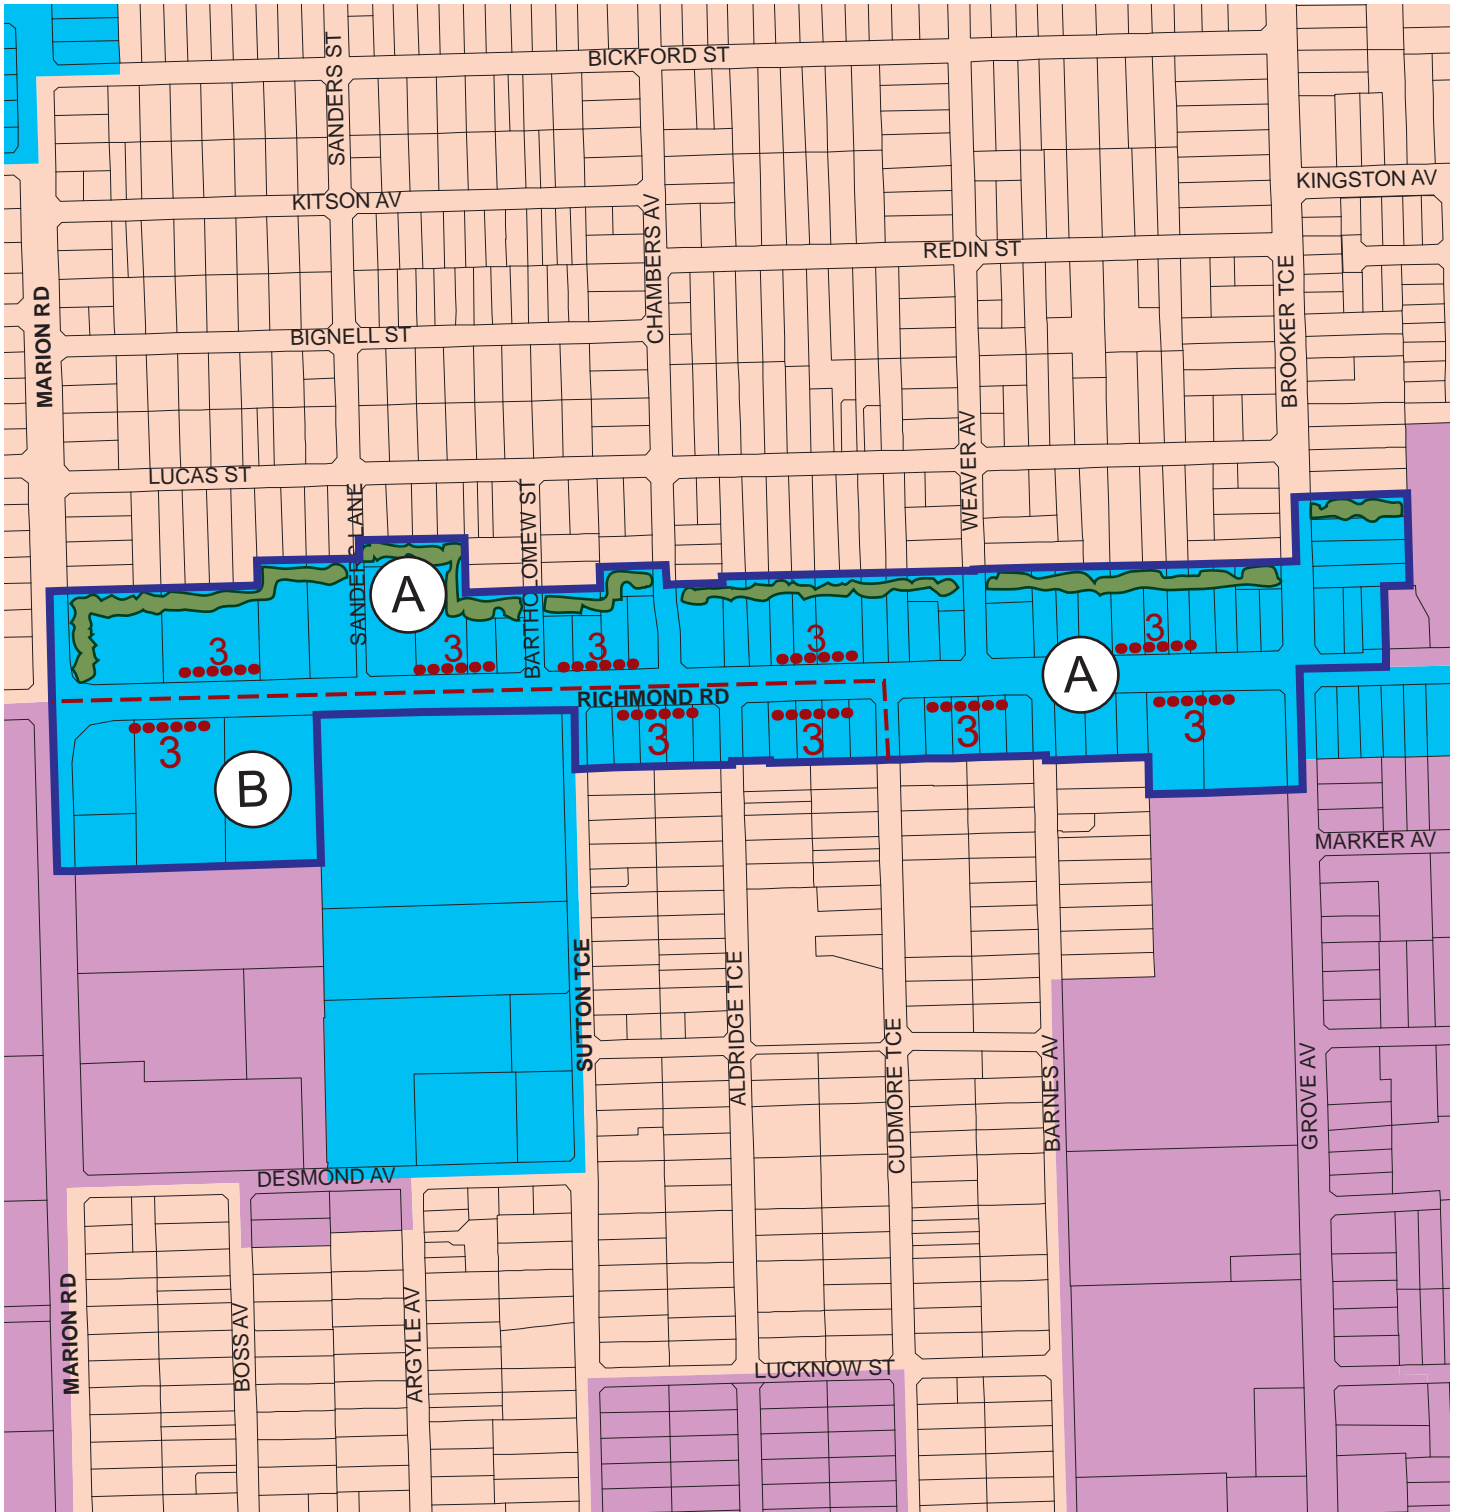 BICKFORD ST
SANDERS ST
KITSON AV
KINGSTON AV
CHAMBERS AV
REDIN ST
BROOKER TCE
MARION RD
BIGNELL ST
WEAVER AV
LUCAS ST
SANDERS LANE
BARTHOLOMEW ST
A
3
3
3
3
3
A
RICHMOND RD
3
3
3
3
3
B
MARKER AV
SUTTON TCE
ALDRIDGE TCE
CUDMORE TCE
BARNES AV
GROVE AV
DESMOND AV
MARION RD
BOSS AV
ARGYLE AV
LUCKNOW ST